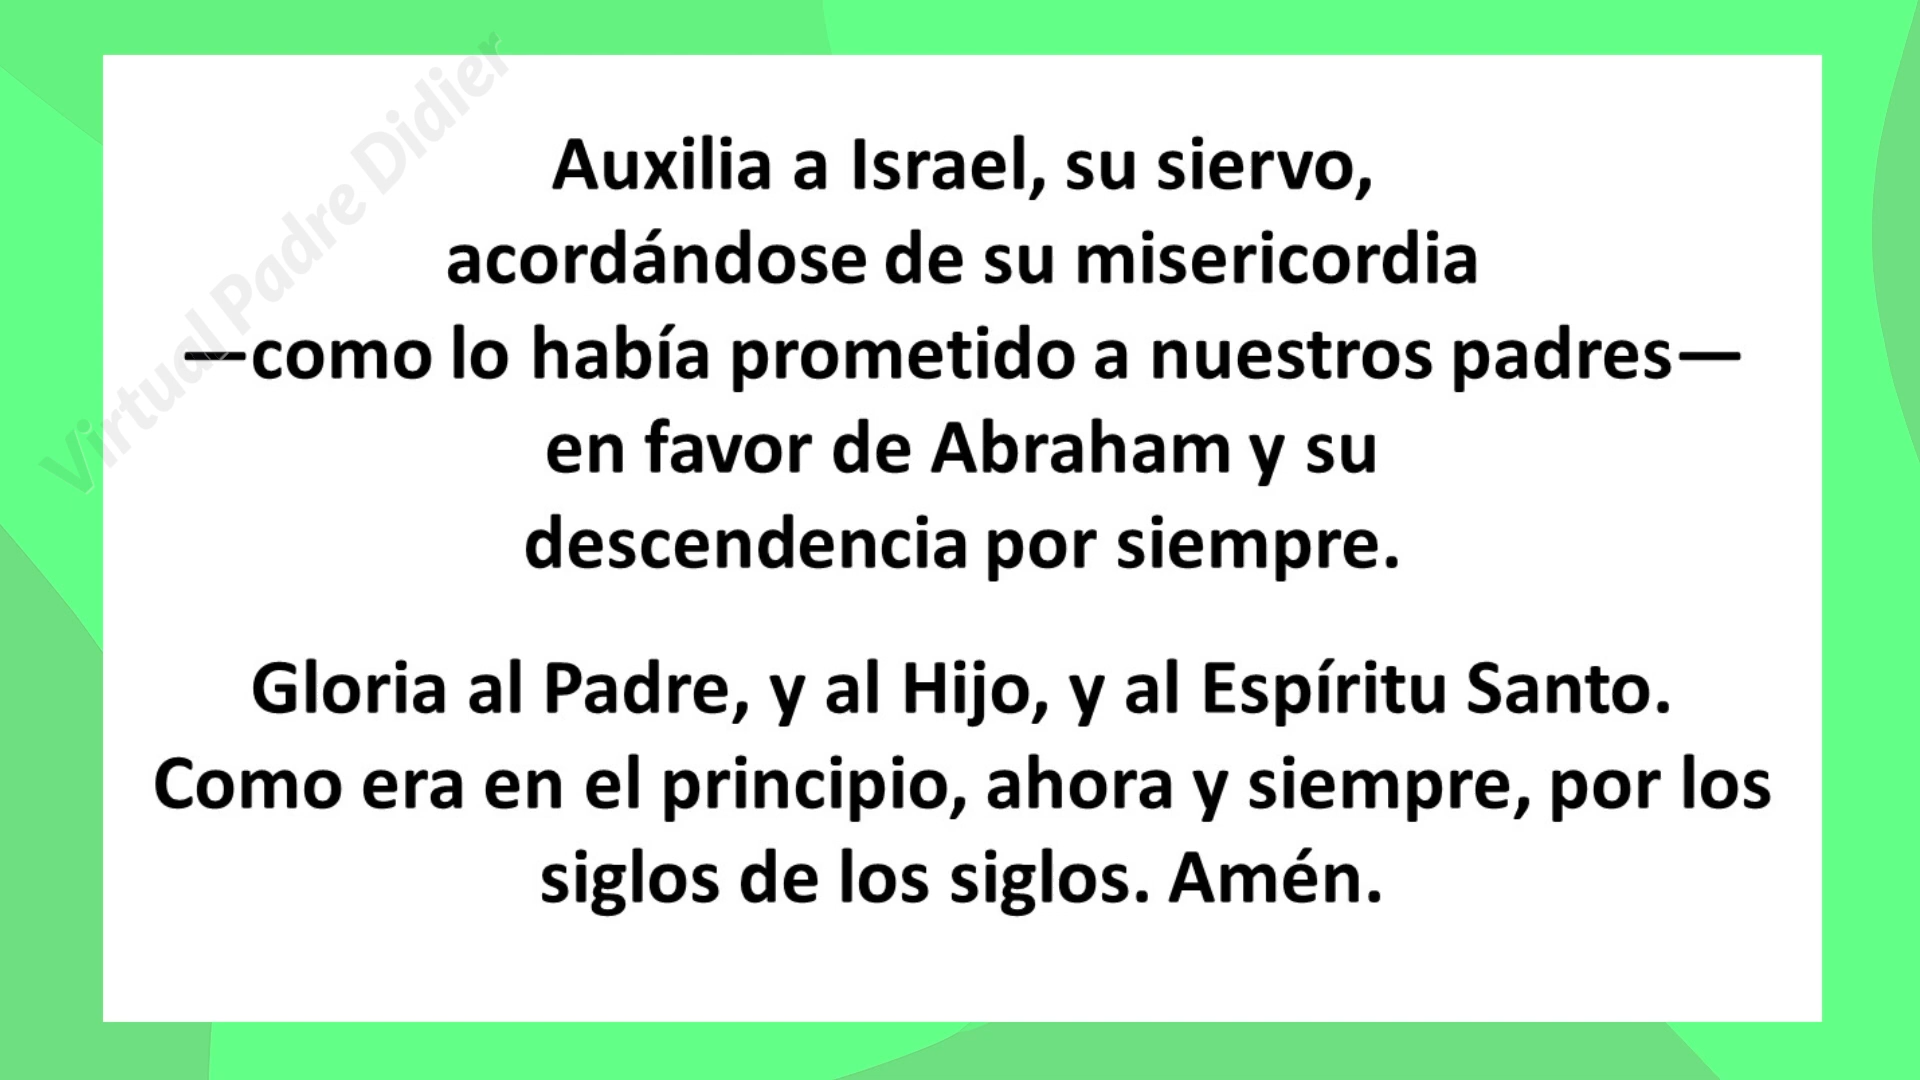 Virtual Padre Didier
Auxilia a Israel, su siervo,
acordándose de su misericordia
—como lo había prometido a nuestros padres—
en favor de Abraham y su
descendencia por siempre.
Gloria al Padre, y al Hijo, y al Espíritu Santo.
Como era en el principio, ahora y siempre, por los
siglos de los siglos. Amén.